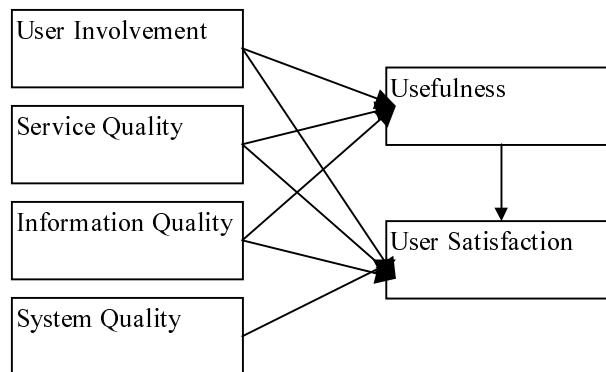 User Involvement
Service Quality
Information Quality
System Quality
Usefulness
User Satisfaction